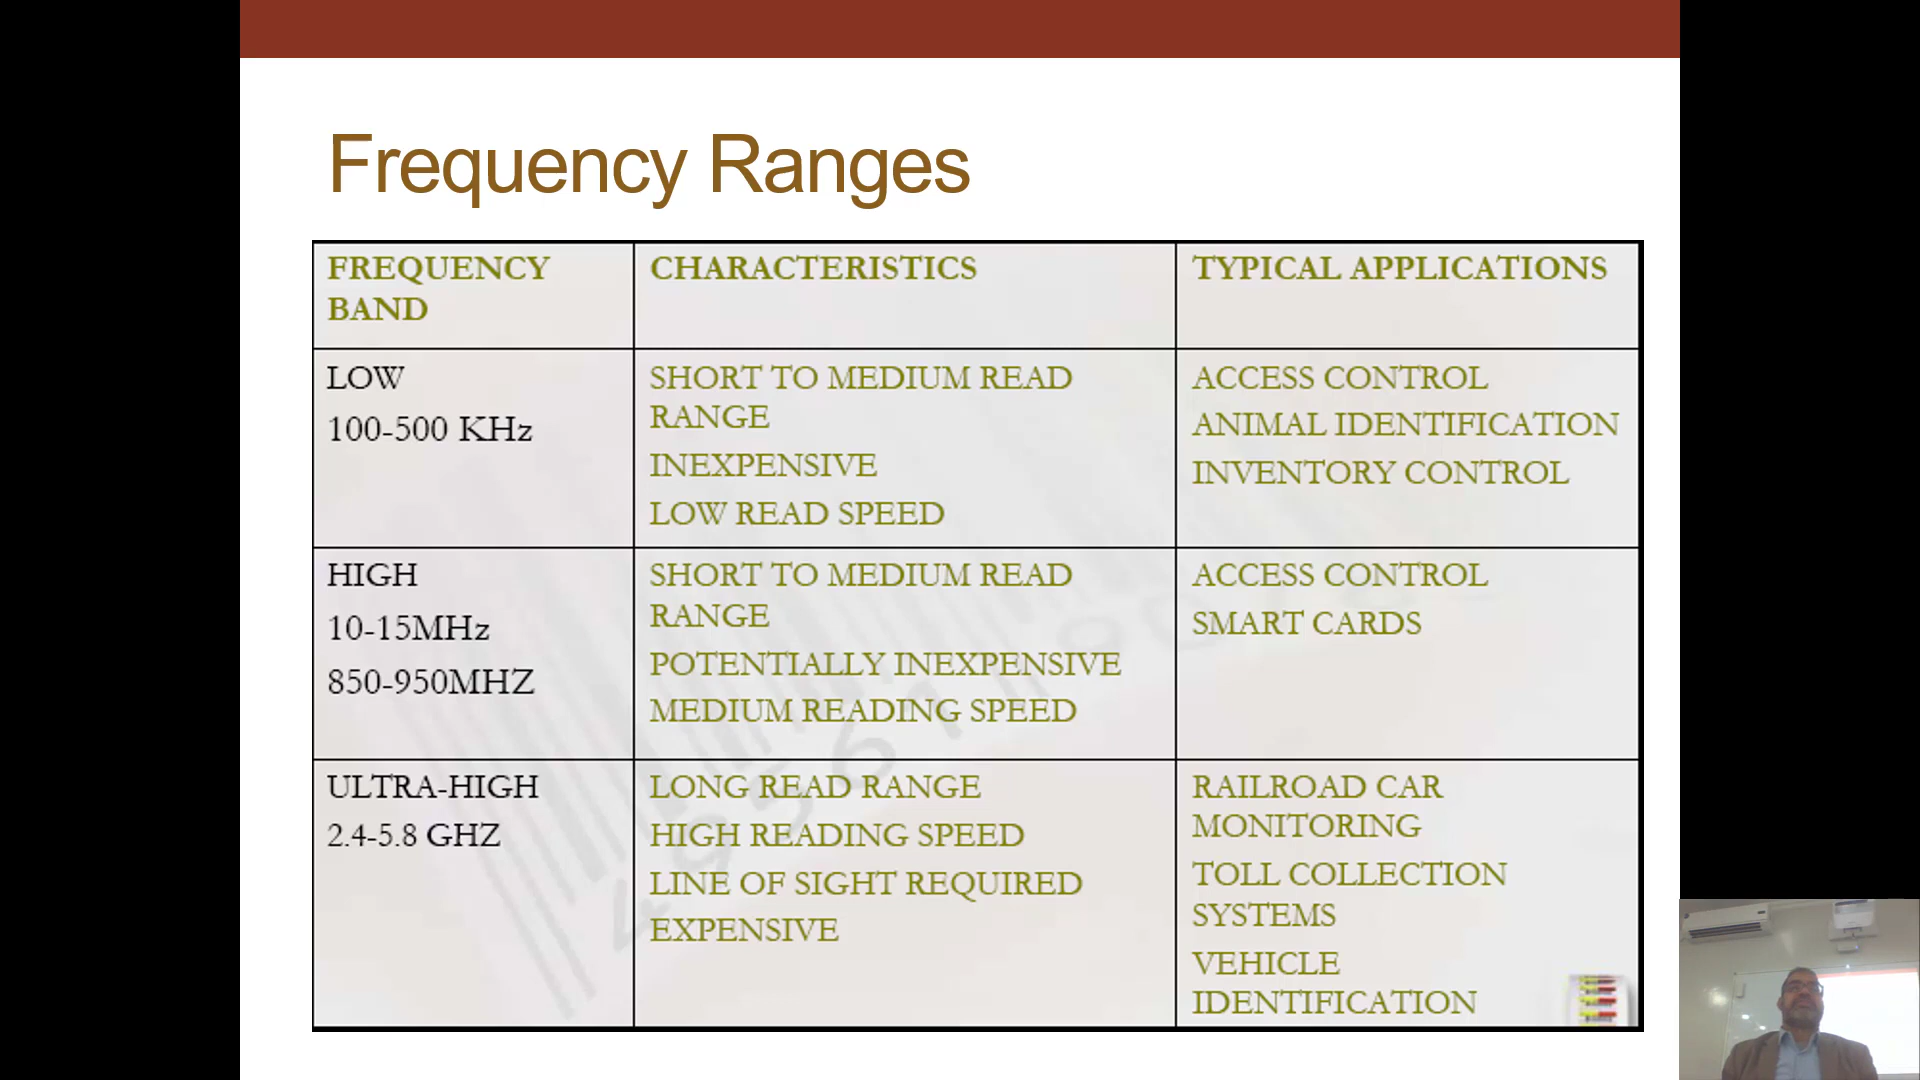 Frequency Ranges
FREQUENCY
BAND
CHARACTERISTICS
TYPICAL APPLICATIONS
LOW
100-500 KHz
SHORT TO MEDIUM READ
RANGE
INEXPENSIVE
LOW READ SPEED
ACCESS CONTROL
ANIMAL IDENTIFICATION
INVENTORY CONTROL
HIGH
10-15MHz
850-950MHZ
SHORT TO MEDIUM READ
RANGE
POTENTIALLY INEXPENSIVE
MEDIUM READING SPEED
ACCESS CONTROL
SMART CARDS
ULTRA-HIGH
2.4-5.8 GHZ
LONG READ RANGE
HIGH READING SPEED
LINE OF SIGHT REQUIRED
EXPENSIVE
RAILROAD CAR
MONITORING
TOLL COLLECTION
SYSTEMS
VEHICLE
IDENTIFICATION